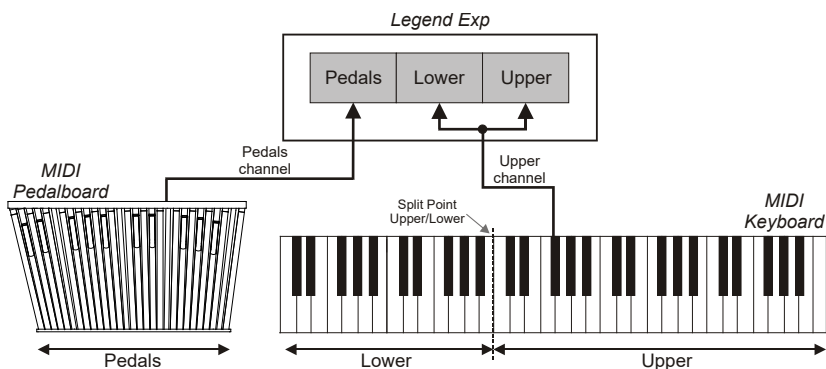 Legend Exp
Pedals Lower Upper
Pedals
channel
Upper
channel
MIDI
Pedalboard
Split Point
Upper/Lower
MIDI
Keyboard
Pedals
Lower
Upper